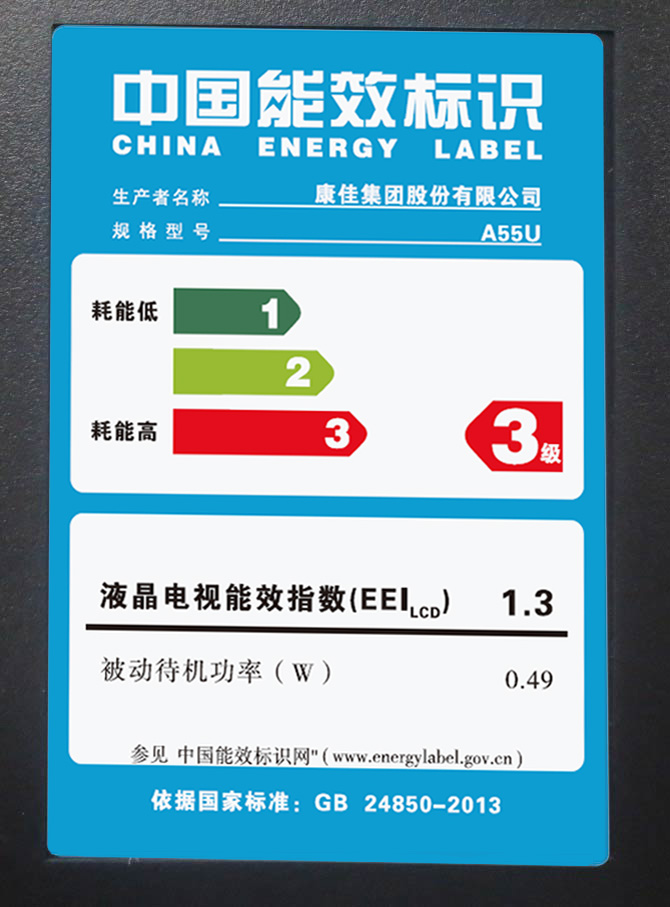 中国能效标识
CHINA ENERGY LABEL
生产者名称 康佳集团股份有限公司
规格型号 A55U
耗能低 1
2
耗能高 3 3级
液晶电视能效指数(EEILCD) 1.3
被动待机功率(W) 0.49
参见 中国能效标识网"(www.energylabel.gov.cn)
依据国家标准：GB 24850-2013